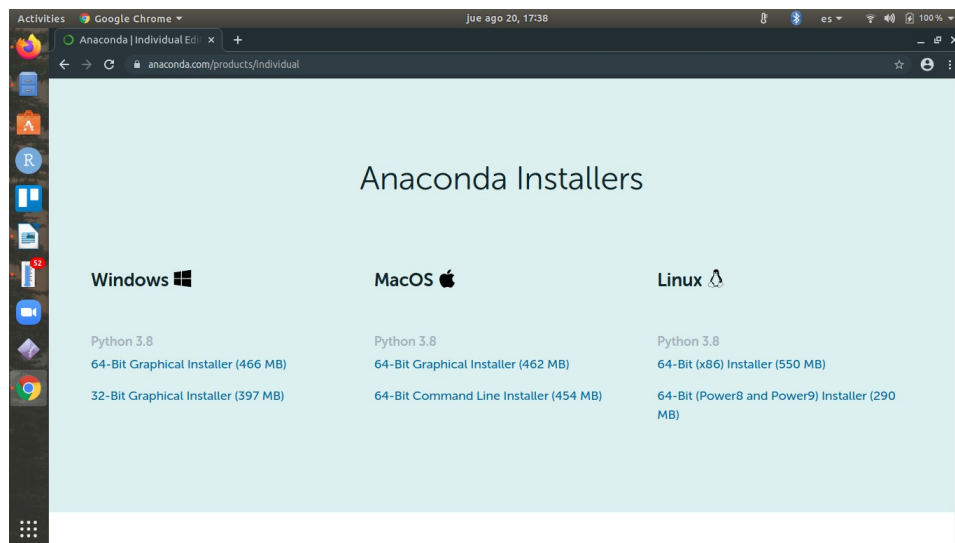 Activities Google Chrome jue ago 20, 17:38 es 100 %
Anaconda | Individual Edi
anaconda.com/products/individual
Anaconda Installers
Windows MacOS Linux
Python 3.8 Python 3.8 Python 3.8
64-Bit Graphical Installer (466 MB) 64-Bit Graphical Installer (462 MB) 64-Bit (x86) Installer (550 MB)
32-Bit Graphical Installer (397 MB) 64-Bit Command Line Installer (454 MB) 64-Bit (Power8 and Power9) Installer (290
MB)
R
52